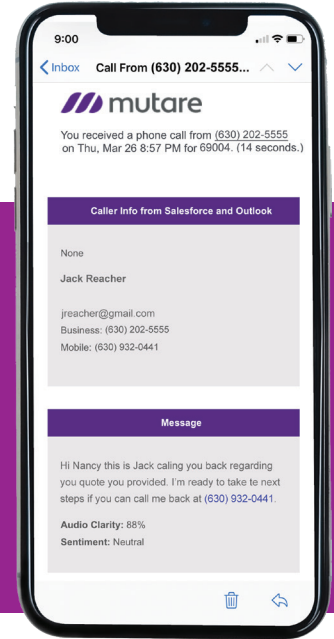 9:00
Inbox Call From (630) 202-5555...
mutare
You received a phone call from (630) 202-5555
on Thu, Mar 26 8:57 PM for 69004. (14 seconds.)
Caller Info from Salesforce and Outlook
None
Jack Reacher
jreacher@gmail.com
Business: (630) 202-5555
Mobile: (630) 932-0441
Message
Hi Nancy this is Jack caling you back regarding
you quote you provided. I'm ready to take te next
steps if you can call me back at (630) 932-0441.
Audio Clarity: 88%
Sentiment: Neutral